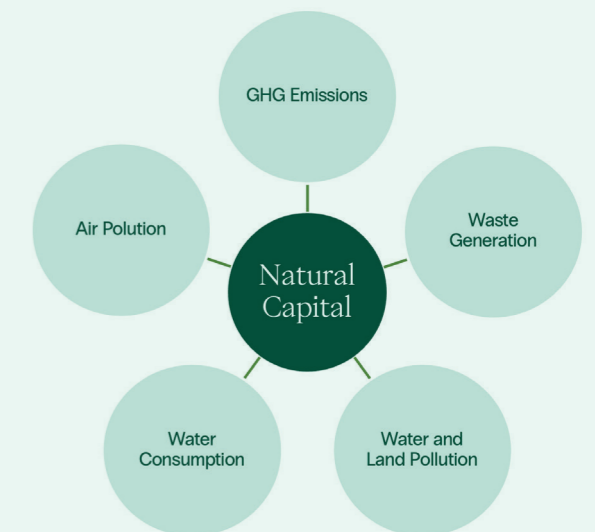 GHG Emissions
Air Polution
Waste
Generation
Natural
Capital
Water
Consumption
Water and
Land Pollution